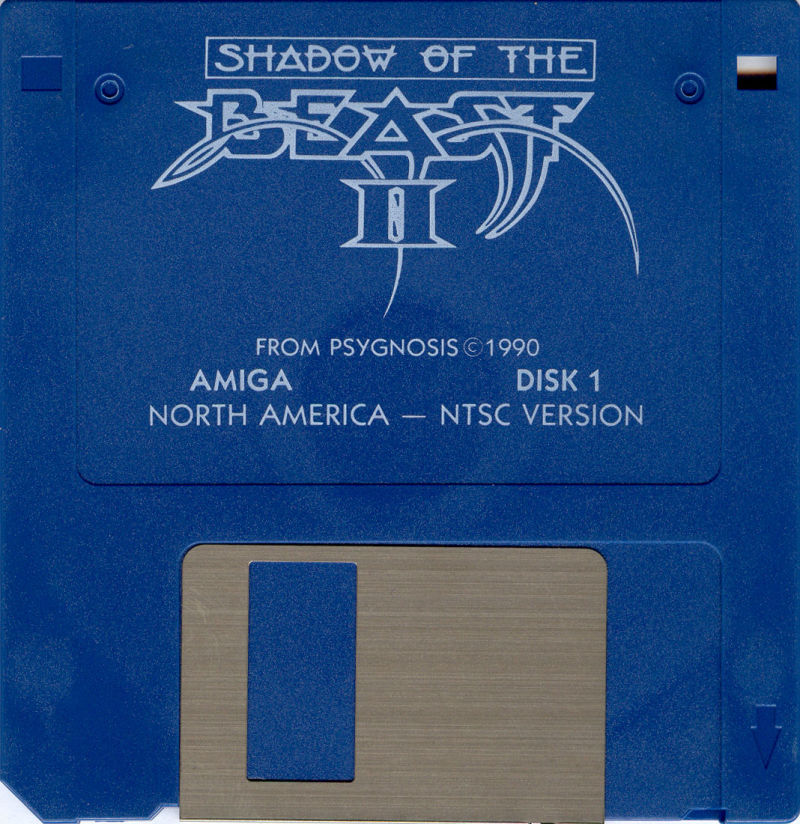 SHADOW OF THE
BEAST
II
FROM PSYGNOSIS © 1990
AMIGA DISK 1
NORTH AMERICA — NTSC VERSION